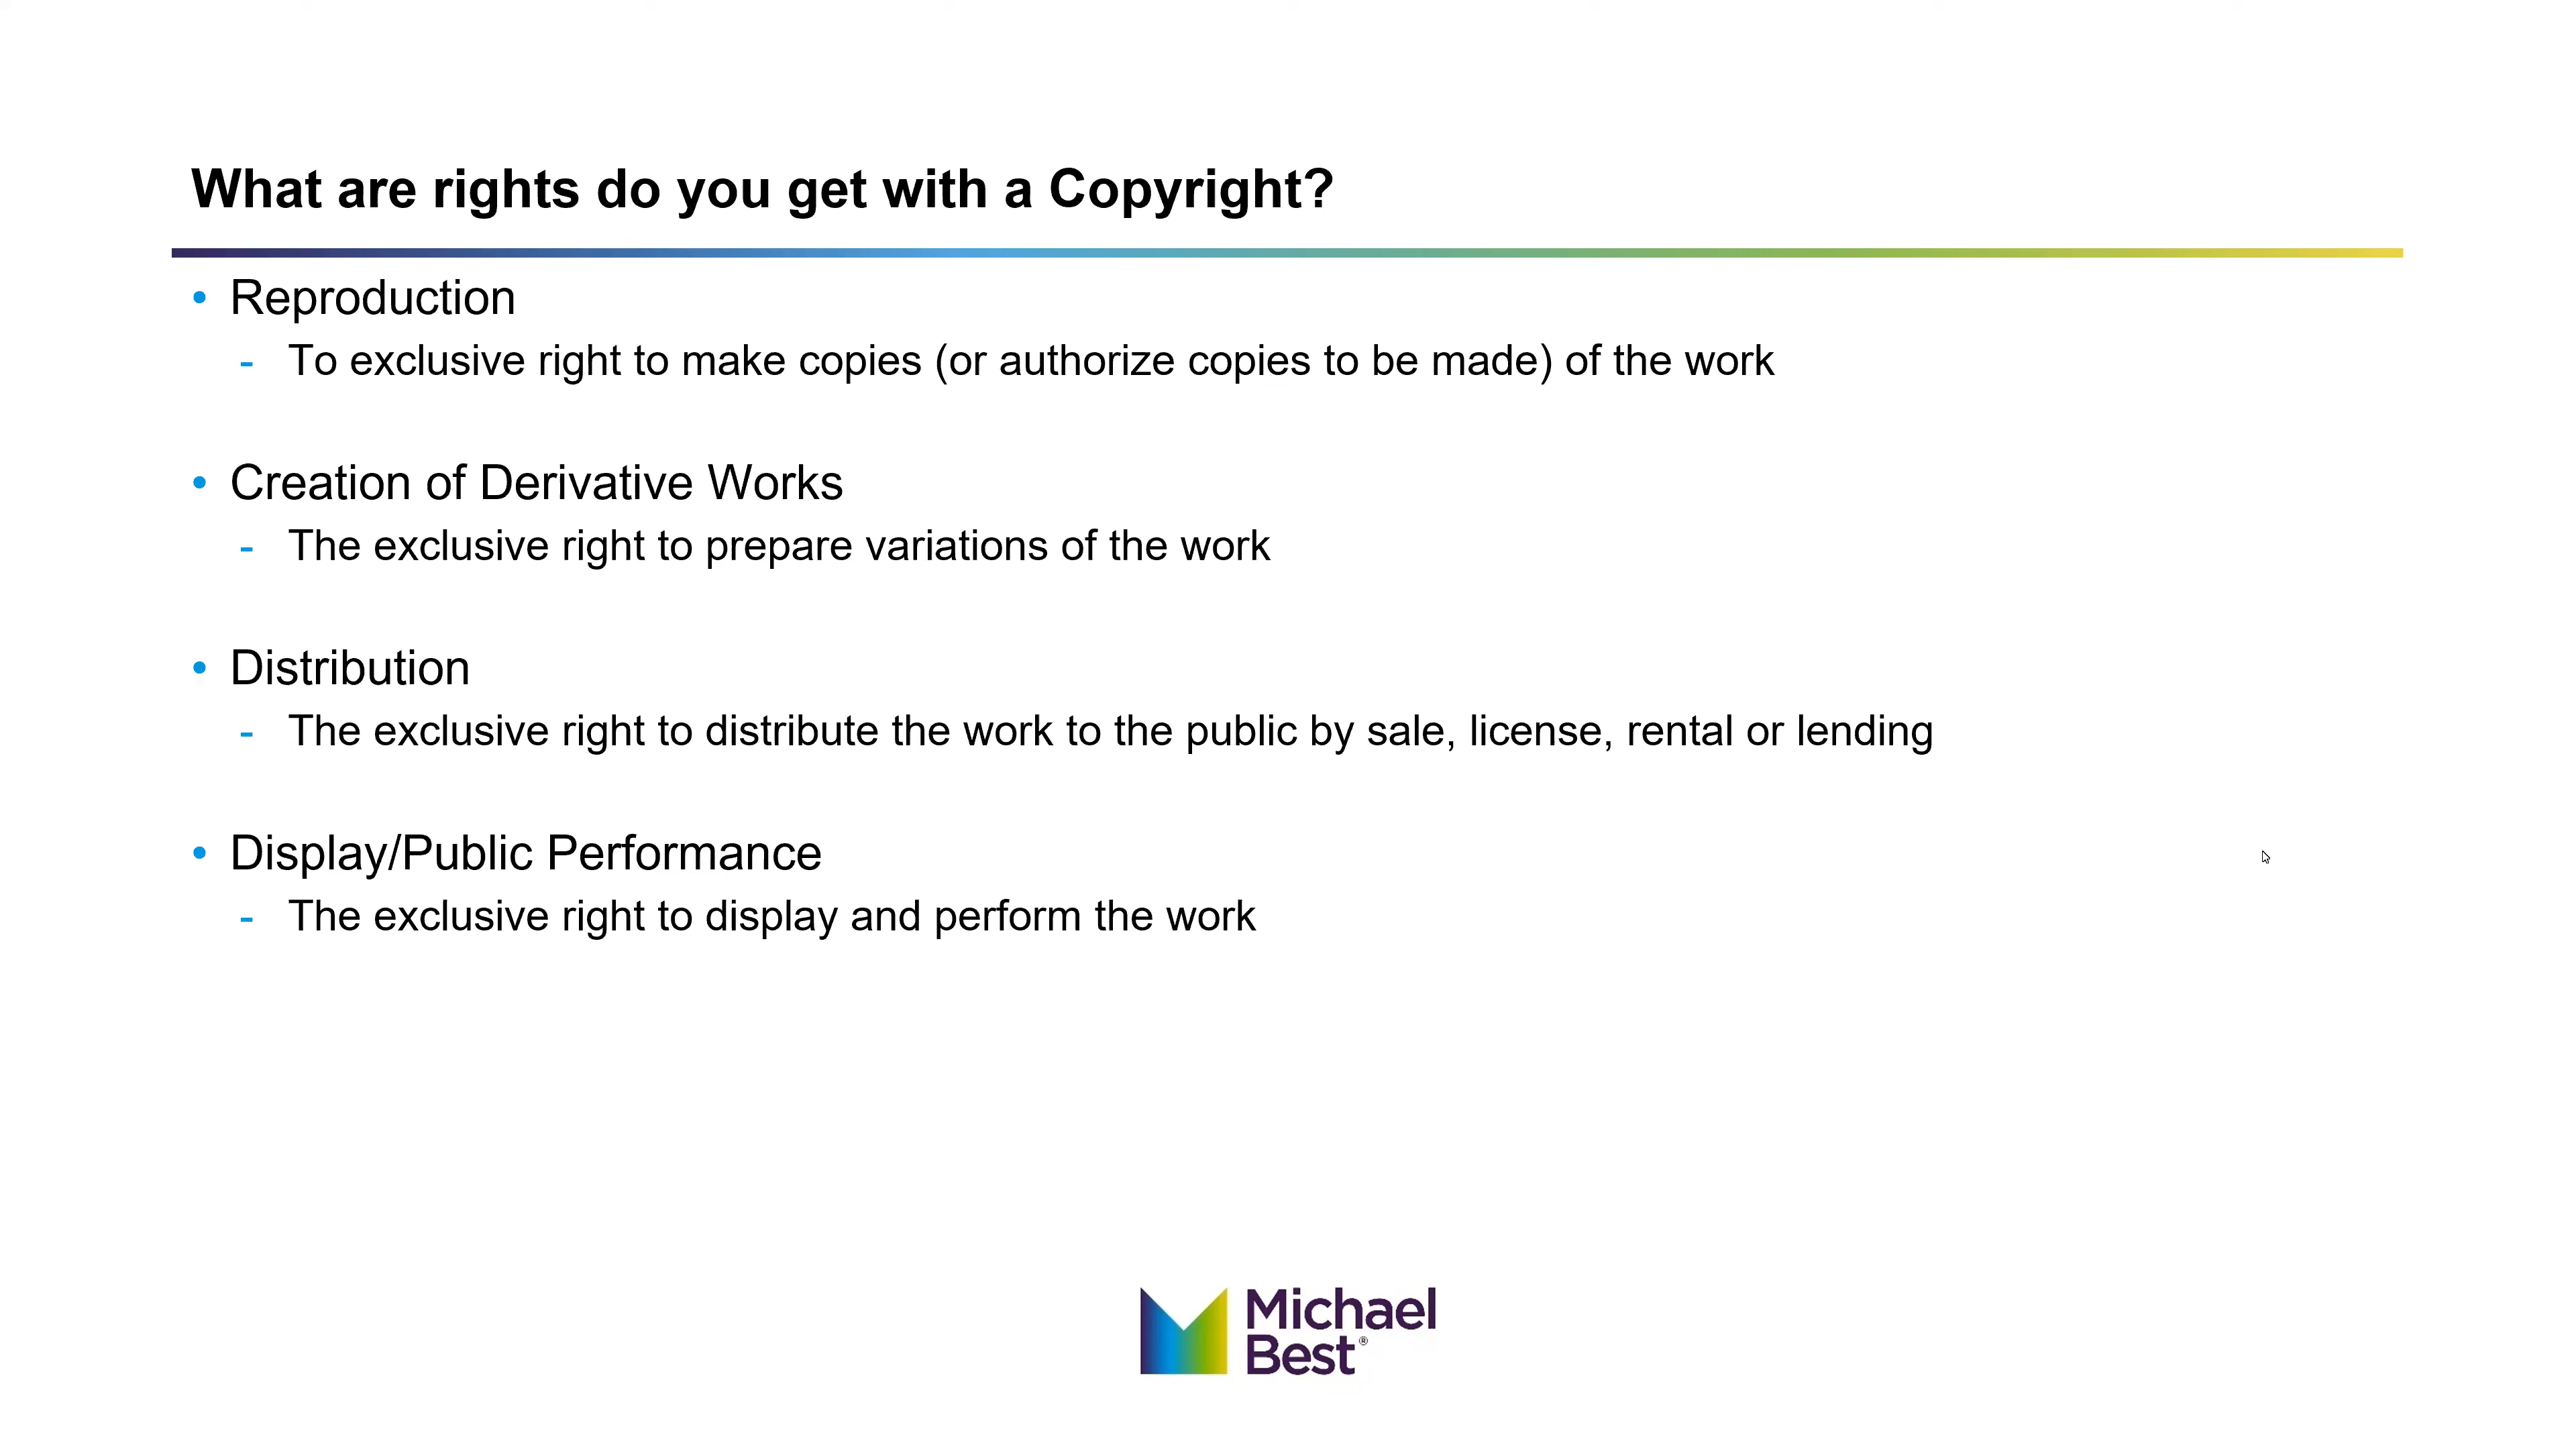 What are rights do you get with a Copyright?
• Reproduction
- To exclusive right to make copies (or authorize copies to be made) of the work
• Creation of Derivative Works
- The exclusive right to prepare variations of the work
• Distribution
- The exclusive right to distribute the work to the public by sale, license, rental or lending
• Display/Public Performance
- The exclusive right to display and perform the work
Michael
Best®